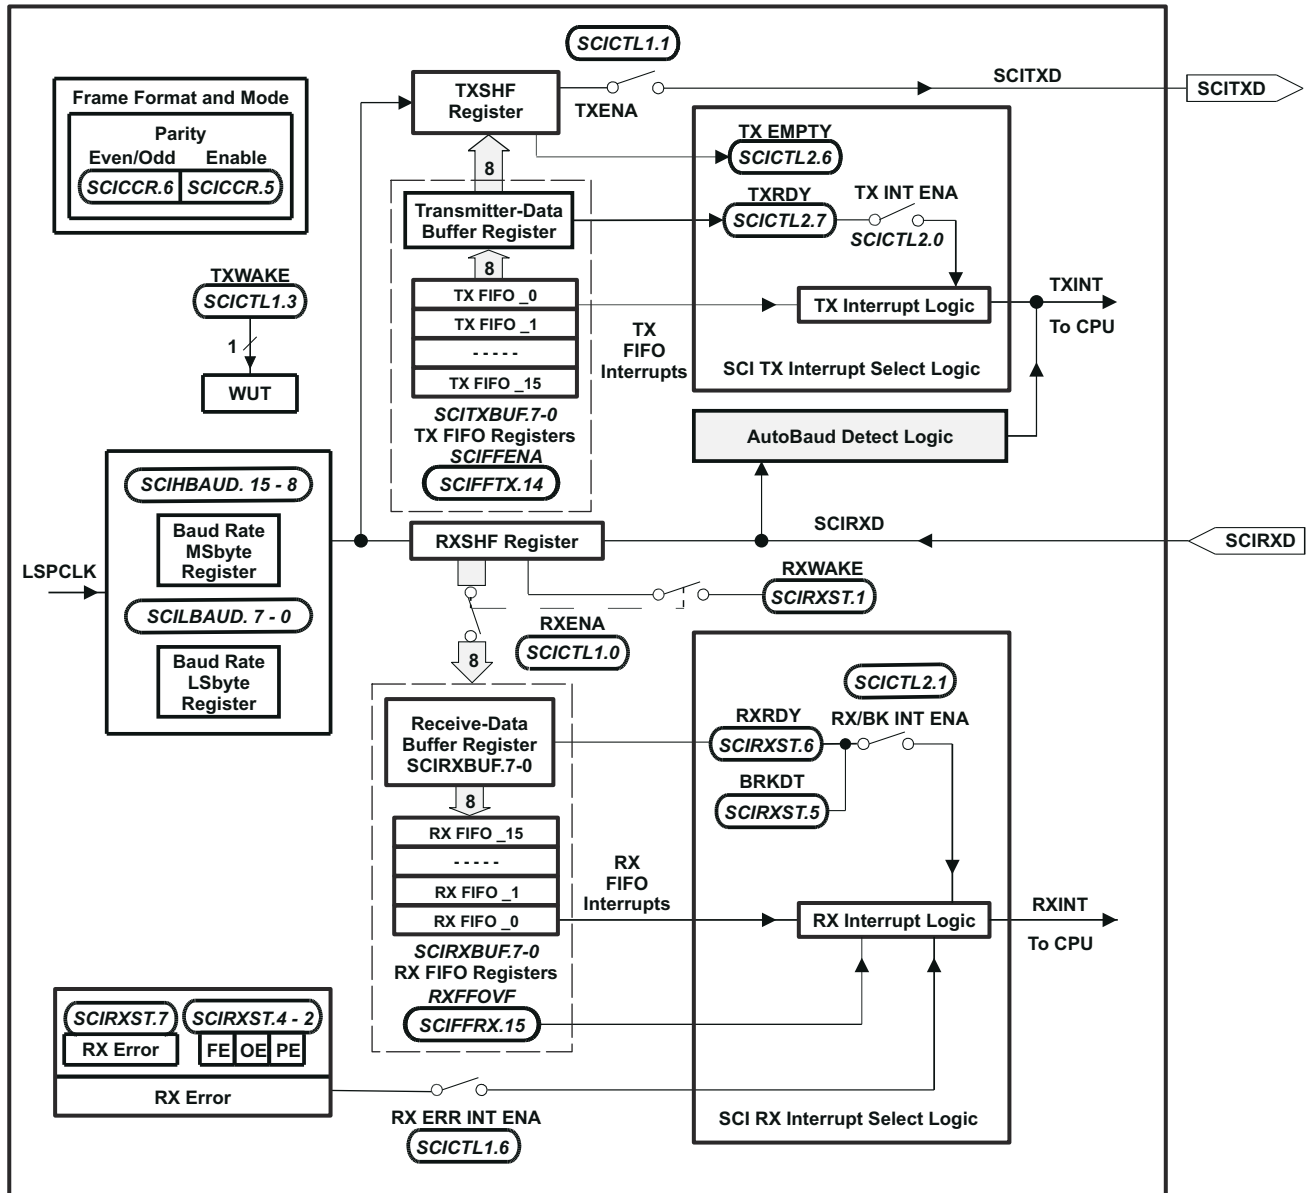 SCICTL1.1
SCITXD
SCITXD
TXSHF
Register
TXENA
Frame Format and Mode
Parity
Even/Odd Enable
SCICCR.6 SCICCR.5
TX EMPTY
SCICTL2.6
8
Transmitter-Data
Buffer Register
TXRDY
SCICTL2.7
TX INT ENA
SCICTL2.0
8
TXWAKE
SCICTL1.3
1
WUT
TX FIFO _0
TX FIFO _1
- - - - -
TX FIFO _15
TX
FIFO
Interrupts
TX Interrupt Logic
TXINT
To CPU
SCI TX Interrupt Select Logic
SCITXBUF.7-0
TX FIFO Registers
SCIFFENA
SCIFFTX.14
AutoBaud Detect Logic
LSPCLK
SCIHBAUD. 15 - 8
Baud Rate
MSbyte
Register
SCILBAUD. 7 - 0
Baud Rate
LSbyte
Register
RXSHF Register
SCIRXD
SCIRXD
RXWAKE
SCIRXST.1
RXENA
SCICTL1.0
8
SCICTL2.1
RX/BK INT ENA
Receive-Data
Buffer Register
SCIRXBUF.7-0
RXRDY
SCIRXST.6
BRKDT
SCIRXST.5
8
RX FIFO _15
- - - - -
RX FIFO _1
RX FIFO _0
RX
FIFO
Interrupts
RX Interrupt Logic
RXINT
To CPU
SCIRXBUF.7-0
RX FIFO Registers
RXFFOVF
SCIFFRX.15
SCIRXST.7 SCIRXST.4 - 2
RX Error FE OE PE
RX Error
RX ERR INT ENA
SCICTL1.6
SCI RX Interrupt Select Logic